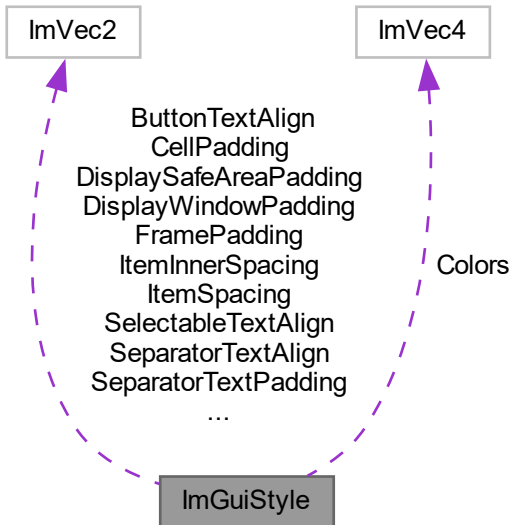 ImVec2
ImVec4
ButtonTextAlign
CellPadding
DisplaySafeAreaPadding
DisplayWindowPadding
FramePadding
ItemInnerSpacing
ItemSpacing
SelectableTextAlign
SeparatorTextAlign
SeparatorTextPadding
...
Colors
ImGuiStyle